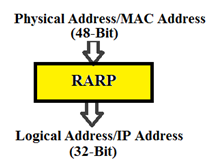 Physical Address/MAC Address
(48-Bit)
RARP
Logical Address/IP Address
(32-Bit)